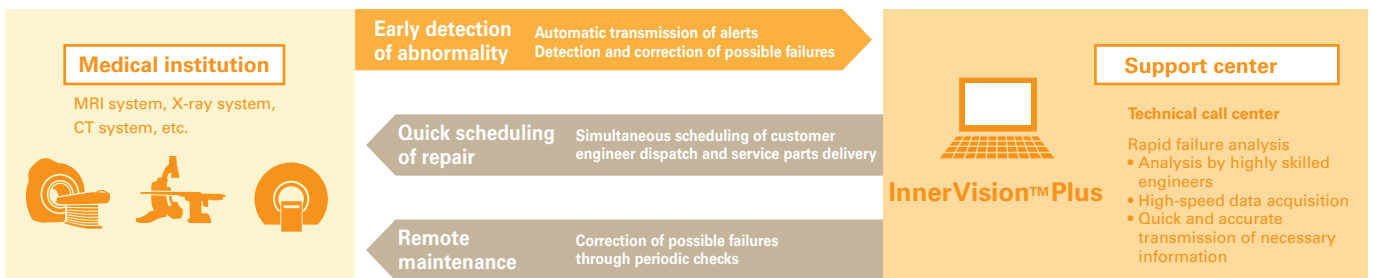 Medical institution
MRI system, X-ray system,
CT system, etc.
Early detection
of abnormality
Automatic transmission of alerts
Detection and correction of possible failures
Quick scheduling
of repair
Simultaneous scheduling of customer
engineer dispatch and service parts delivery
Remote
maintenance
Correction of possible failures
through periodic checks
InnerVision™ Plus
Support center
Technical call center
Rapid failure analysis
• Analysis by highly skilled
engineers
• High-speed data acquisition
• Quick and accurate
transmission of necessary
information